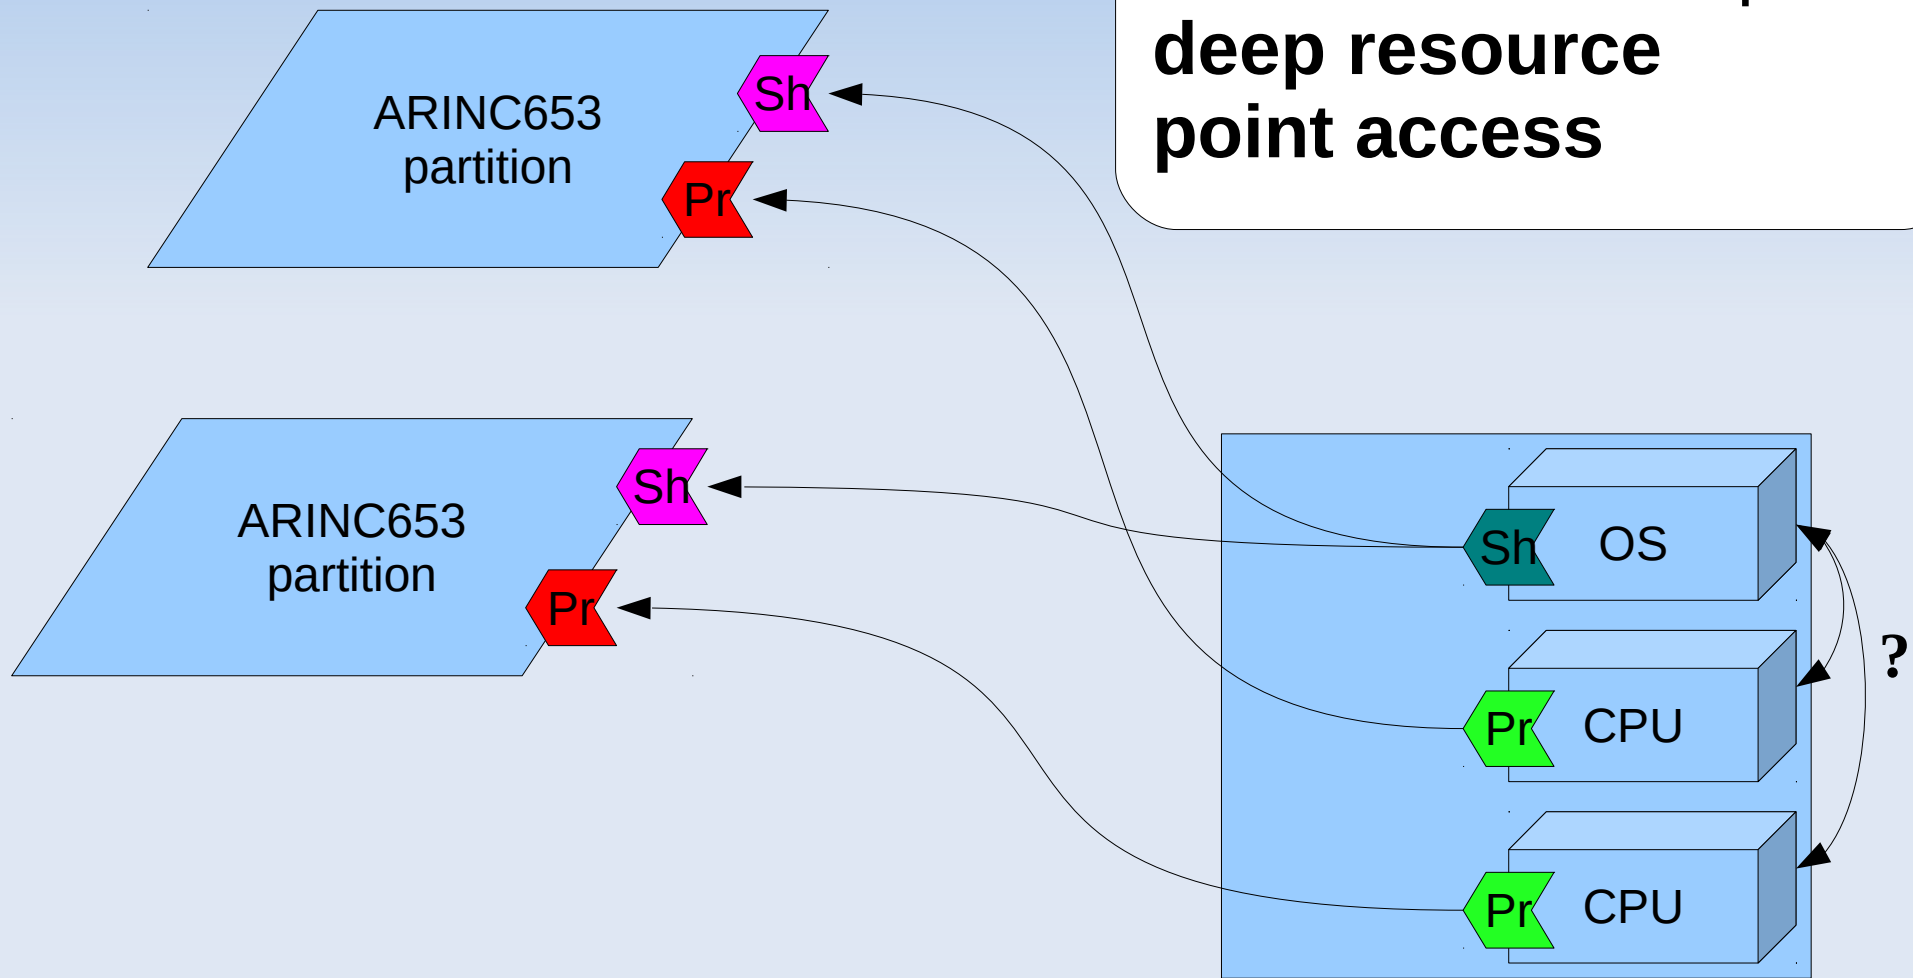 deep resource
point access
Sh
ARINC653
partition
Pr
Sh
ARINC653
partition
Pr
Sh
OS
?
Pr
CPU
Pr
CPU